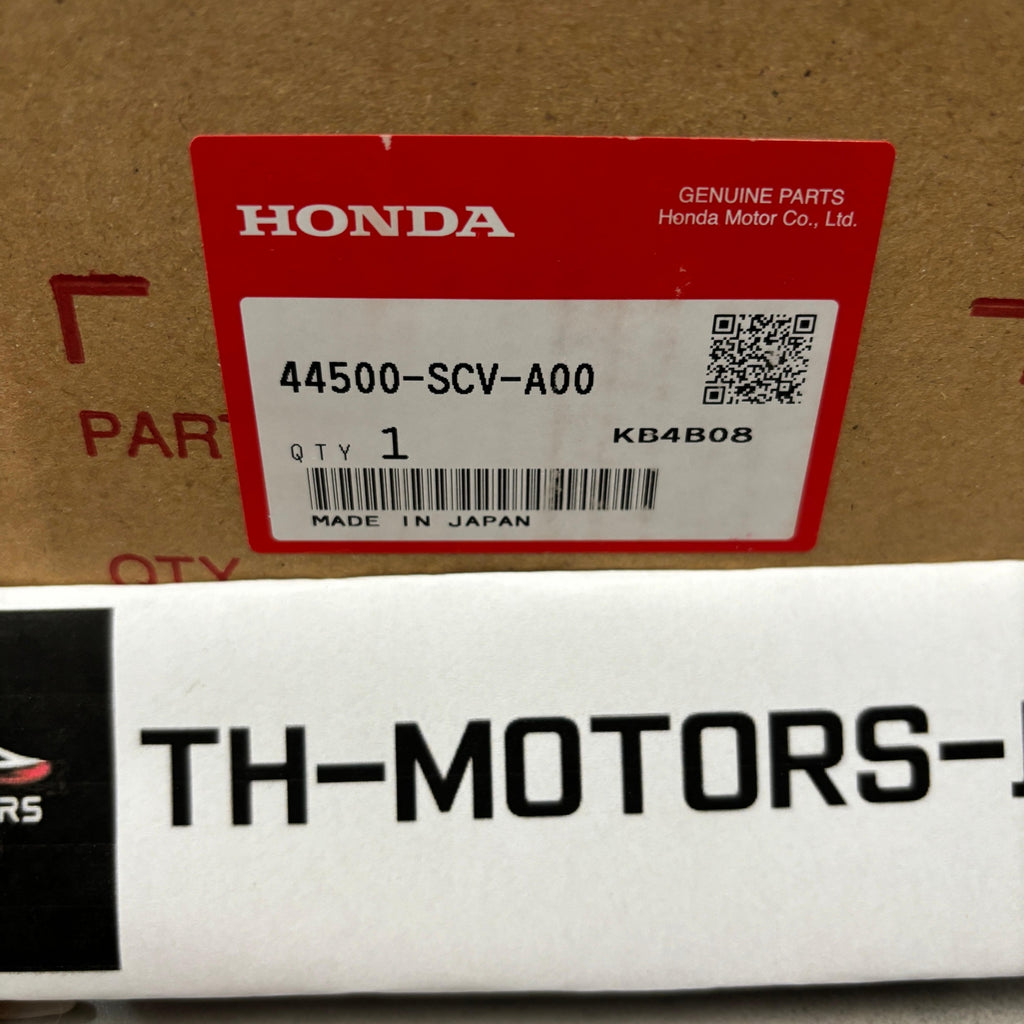 HONDA
GENUINE PARTS
Honda Motor Co., Ltd.
44500-SCV-A00
QTY 1
KB4B08
MADE IN JAPAN
PAR
QTY
TH-MOTORS-
RS